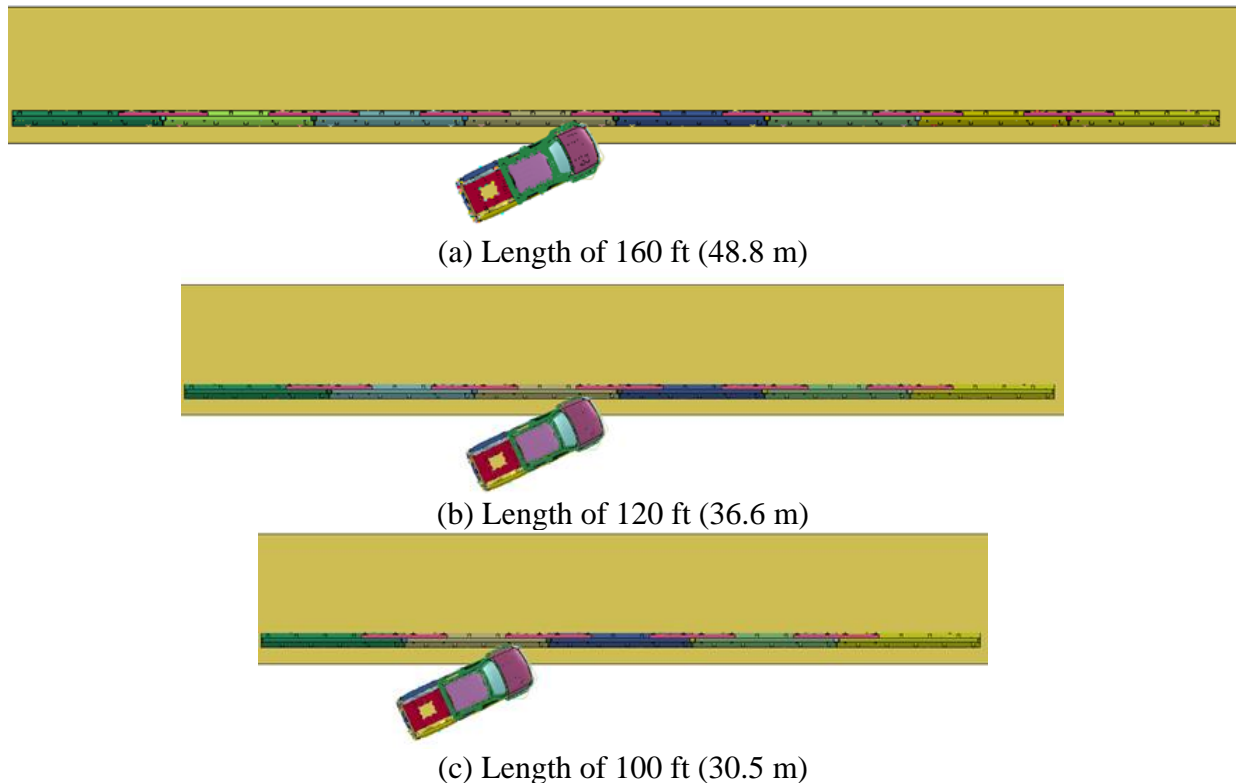 (a) Length of 160 ft (48.8 m)
(b) Length of 120 ft (36.6 m)
(c) Length of 100 ft (30.5 m)